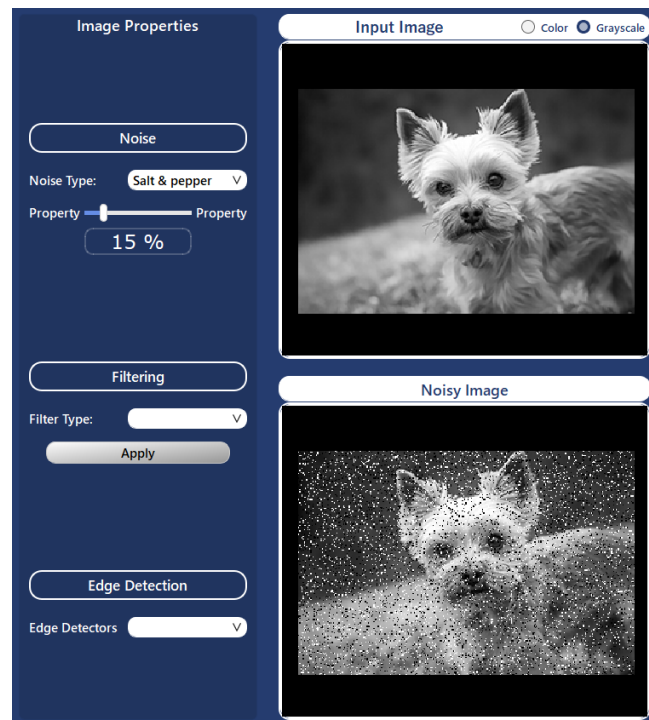 Image Properties
Noise
Noise Type: Salt & pepper
Property Property
15 %
Filtering
Filter Type:
Apply
Edge Detection
Edge Detectors
Input Image Color Grayscale
Noisy Image